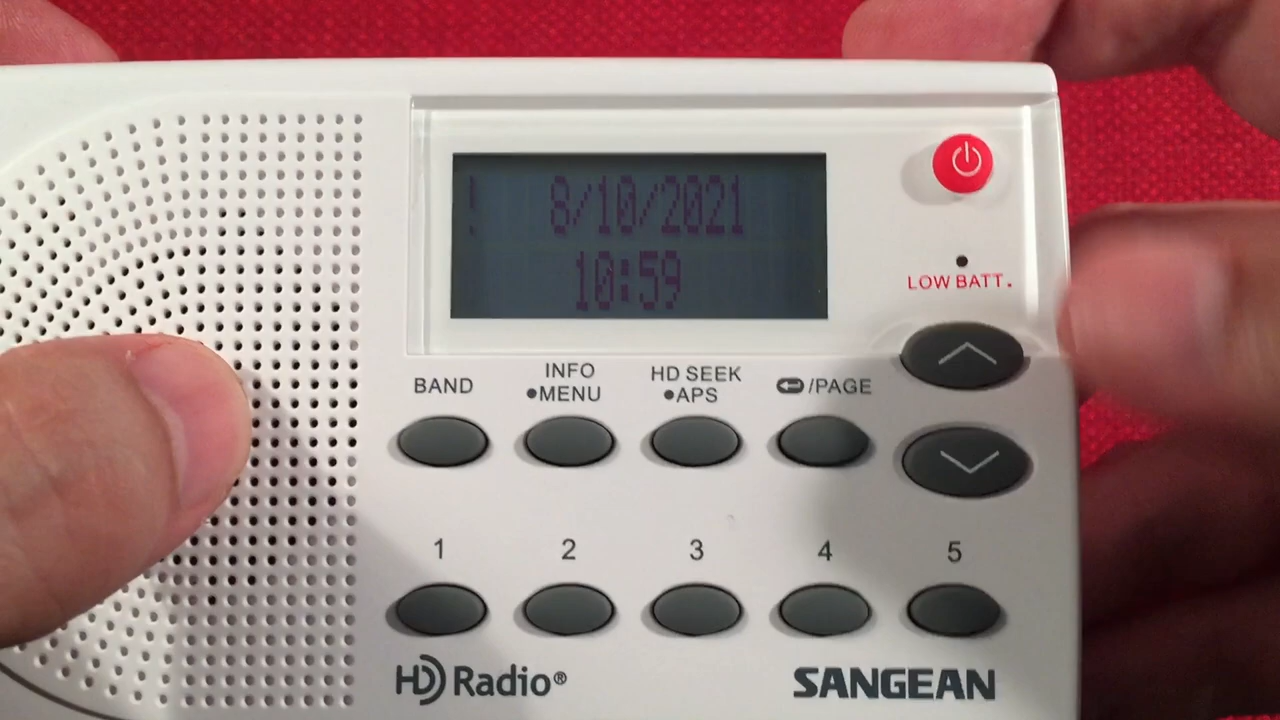 8/10/2021
10:59
LOW BATT.
BAND
INFO
•MENU
HD SEEK
•APS
/PAGE
1 2 3 4 5
HD Radio®
SANGEAN